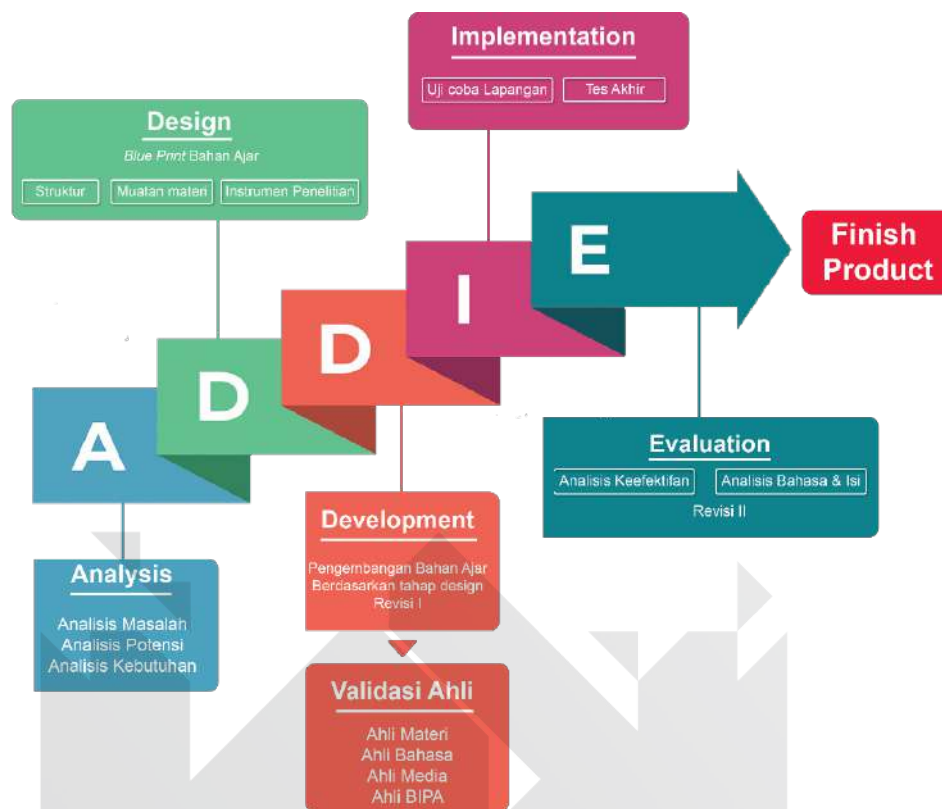 Implementation
Uji coba Lapangan
Tes Akhir
Design
Blue Print Bahan Ajar
Struktur
Muatan materi
Instrumen Penelitian
A
D
D
I
E
Finish
Product
Evaluation
Analisis Keefektifan
Analisis Bahasa & Isi
Revisi II
Development
Pengembangan Bahan Ajar
Berdasarkan tahap design
Revisi I
Analysis
Analisis Masalah
Analisis Potensi
Analisis Kebutuhan
Validasi Ahli
Ahli Materi
Ahli Bahasa
Ahli Media
Ahli BIPA